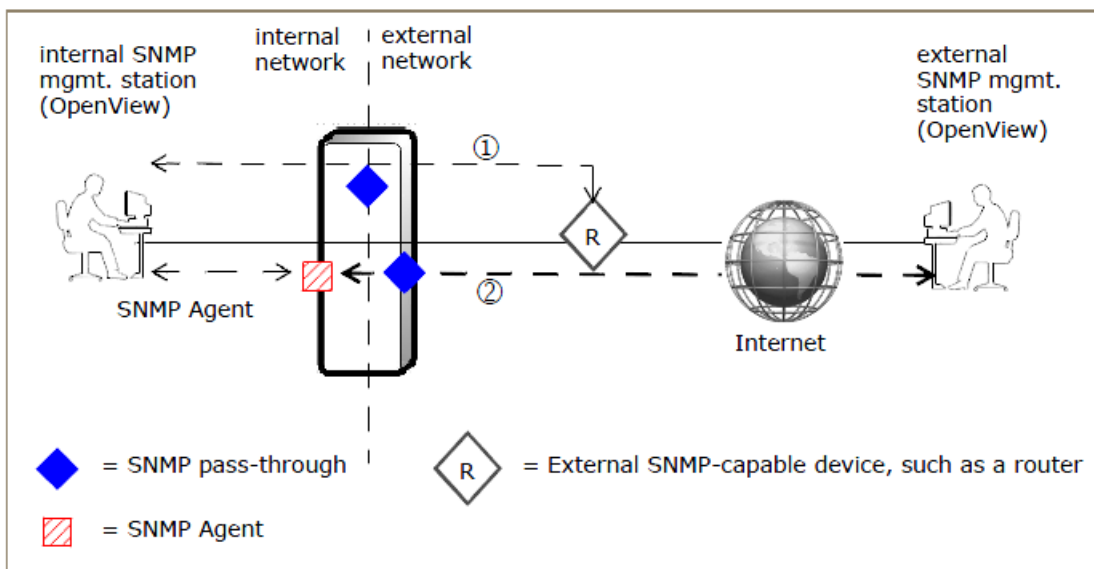 internal SNMP
mgmt. station
(OpenView)
internal
network
external
network
external
SNMP mgmt.
station
(OpenView)
①
R
SNMP Agent
②
Internet
= SNMP pass-through
R
= External SNMP-capable device, such as a router
= SNMP Agent